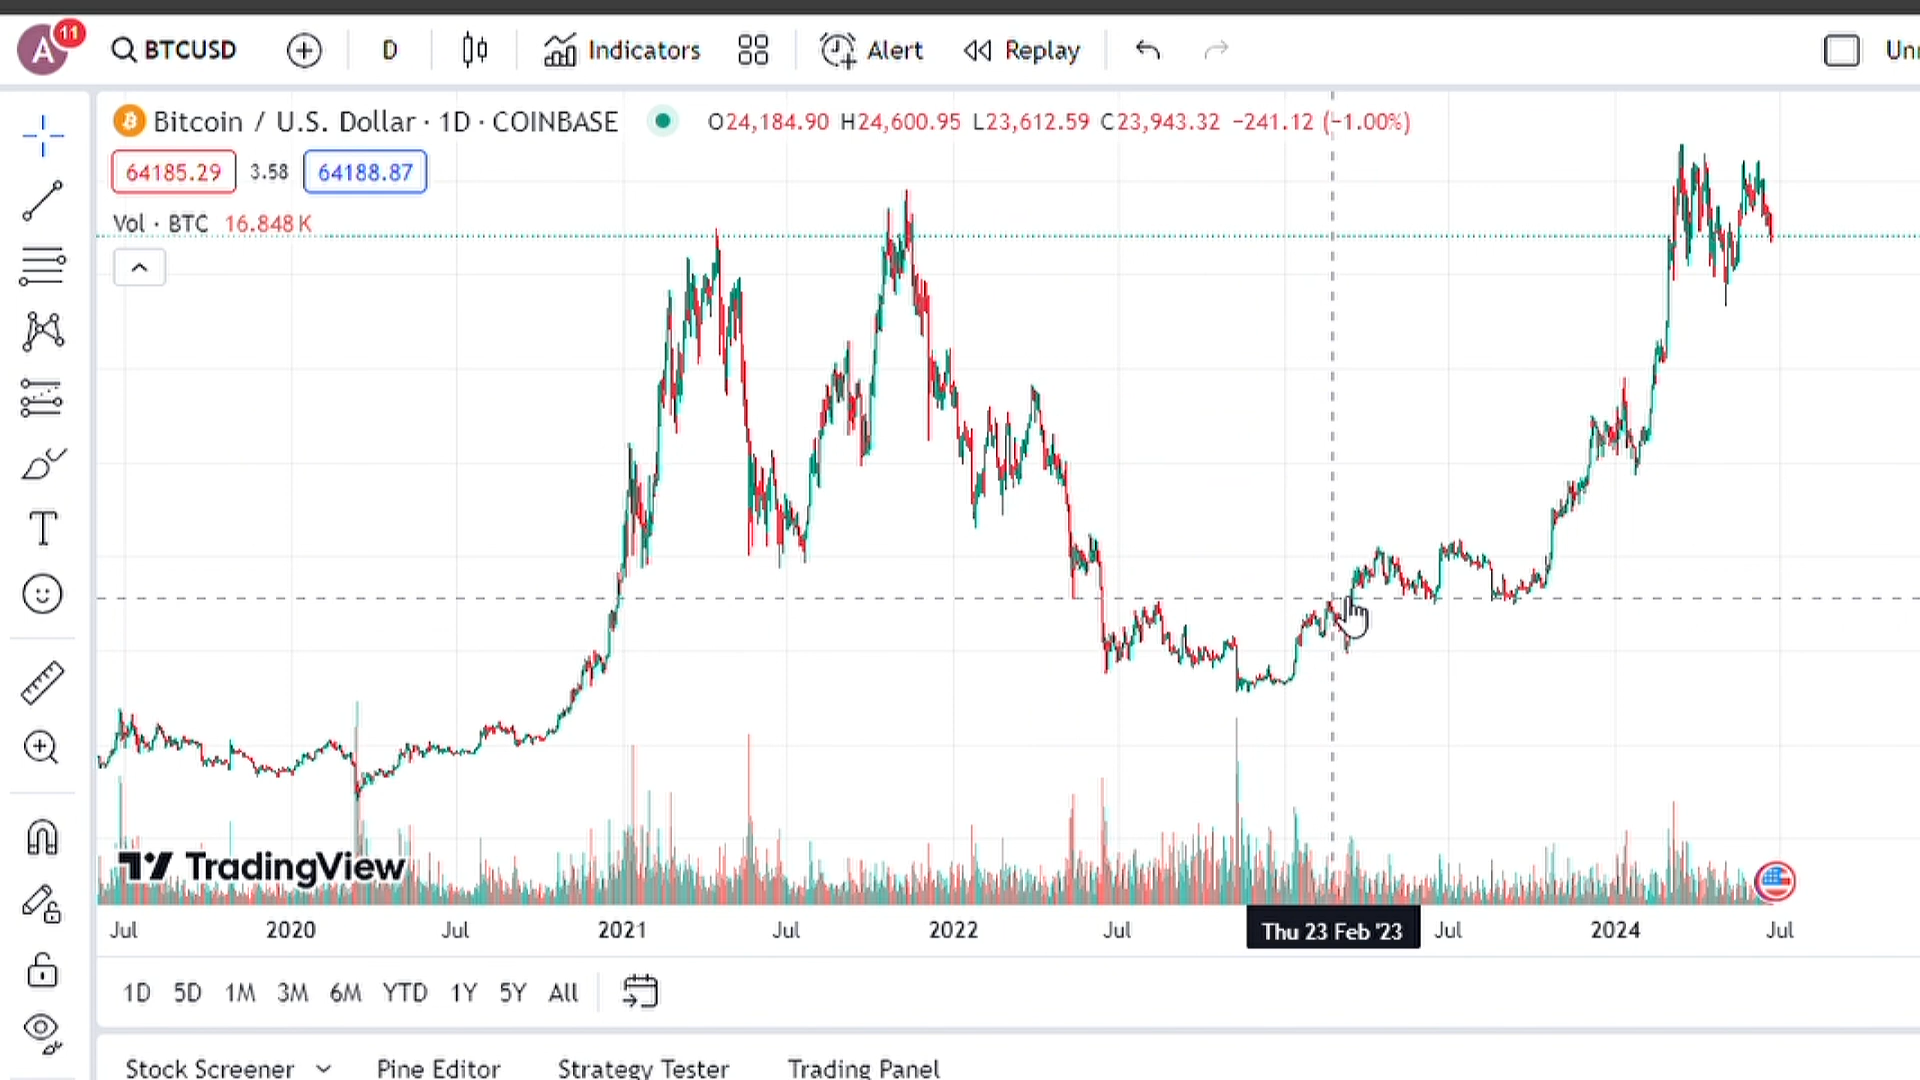 A 11 BTCUSD D Indicators Alert Replay
Bitcoin / U.S. Dollar · 1D · COINBASE O24,184.90 H24,600.95 L23,612.59 C23,943.32 −241.12 (−1.00%)
64185.29 3.58 64188.87
Vol · BTC 16.848 K
T
TradingView
Jul 2020 Jul 2021 Jul 2022 Jul Thu 23 Feb '23 Jul 2024 Jul
1D 5D 1M 3M 6M YTD 1Y 5Y All
Stock Screener Pine Editor Strategy Tester Trading Panel